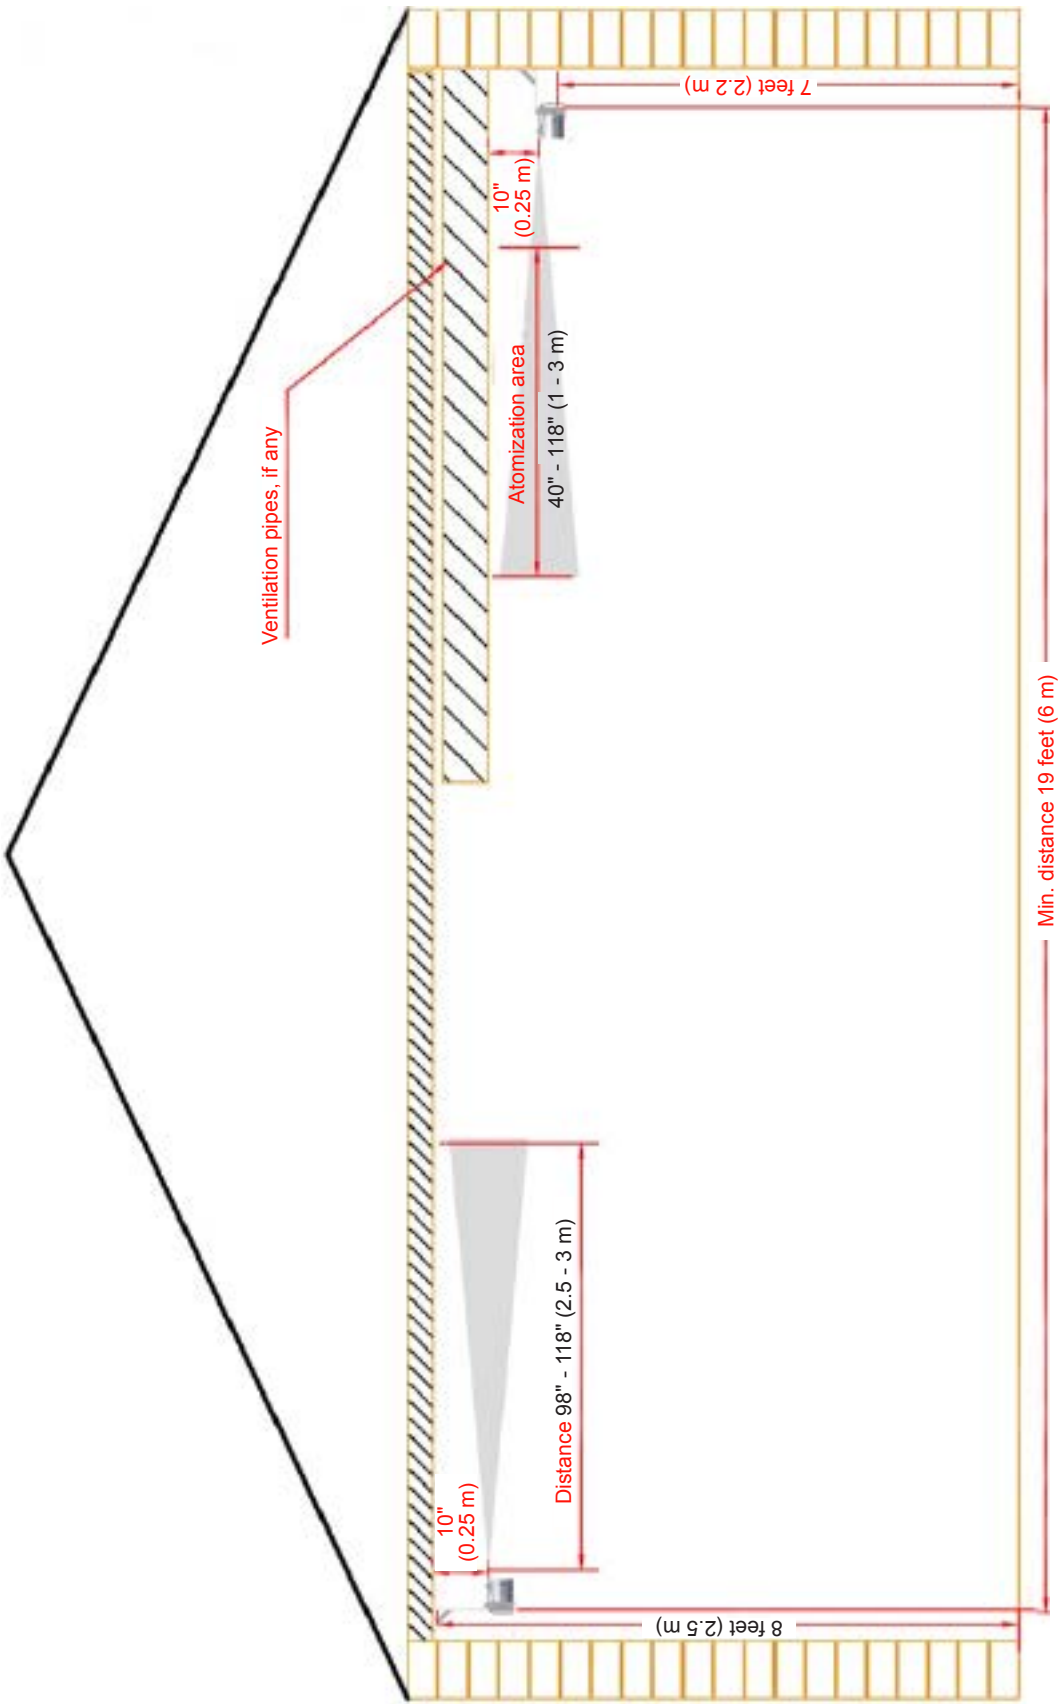 Ventilation pipes, if any
10"
(0.25 m)
Distance 98" - 118" (2.5 - 3 m)
8 feet (2.5 m)
Atomization area
40" - 118" (1 - 3 m)
10"
(0.25 m)
7 feet (2.2 m)
Min. distance 19 feet (6 m)